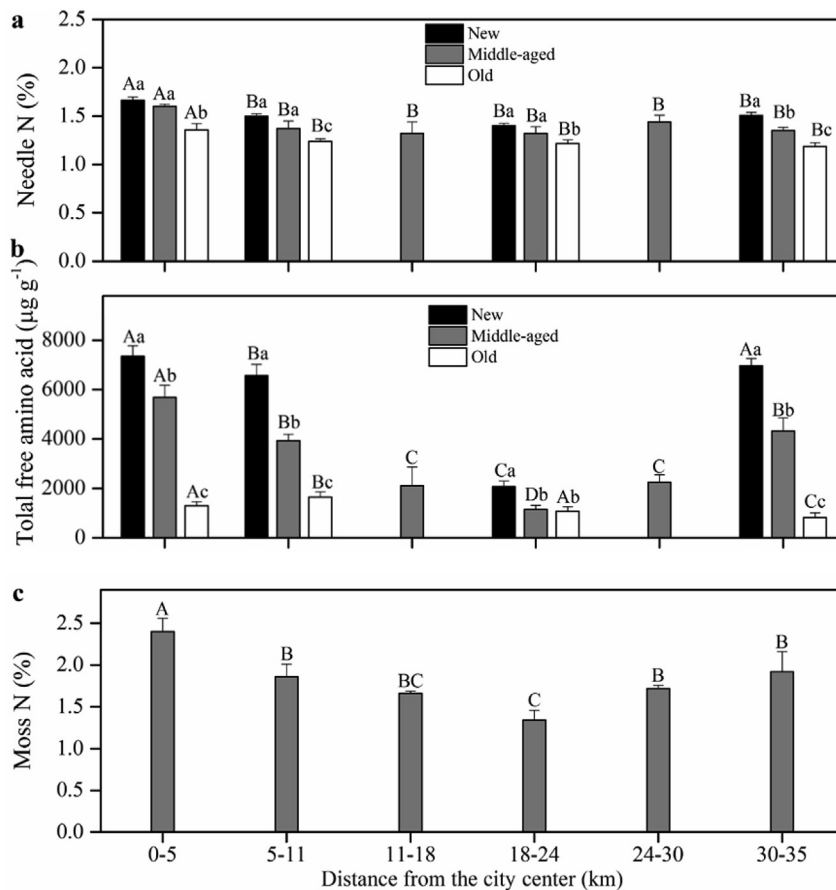 a
New
Middle-aged
Old
Needle N (%)
2.5
2.0
1.5
1.0
0.5
0.0
Aa Aa Ab
Ba Ba Bc
B
Ba Ba Bb
B
Ba Bb Bc
b
New
Middle-aged
Old
Tolal free amino acid (µg g⁻¹)
8000
6000
4000
2000
0
Aa Ab Ac
Ba Bb Bc
C
Ca Db Ab
C
Aa Bb Cc
c
Moss N (%)
2.5
2.0
1.5
1.0
0.5
0.0
A B BC C B B
0-5 5-11 11-18 18-24 24-30 30-35
Distance from the city center (km)